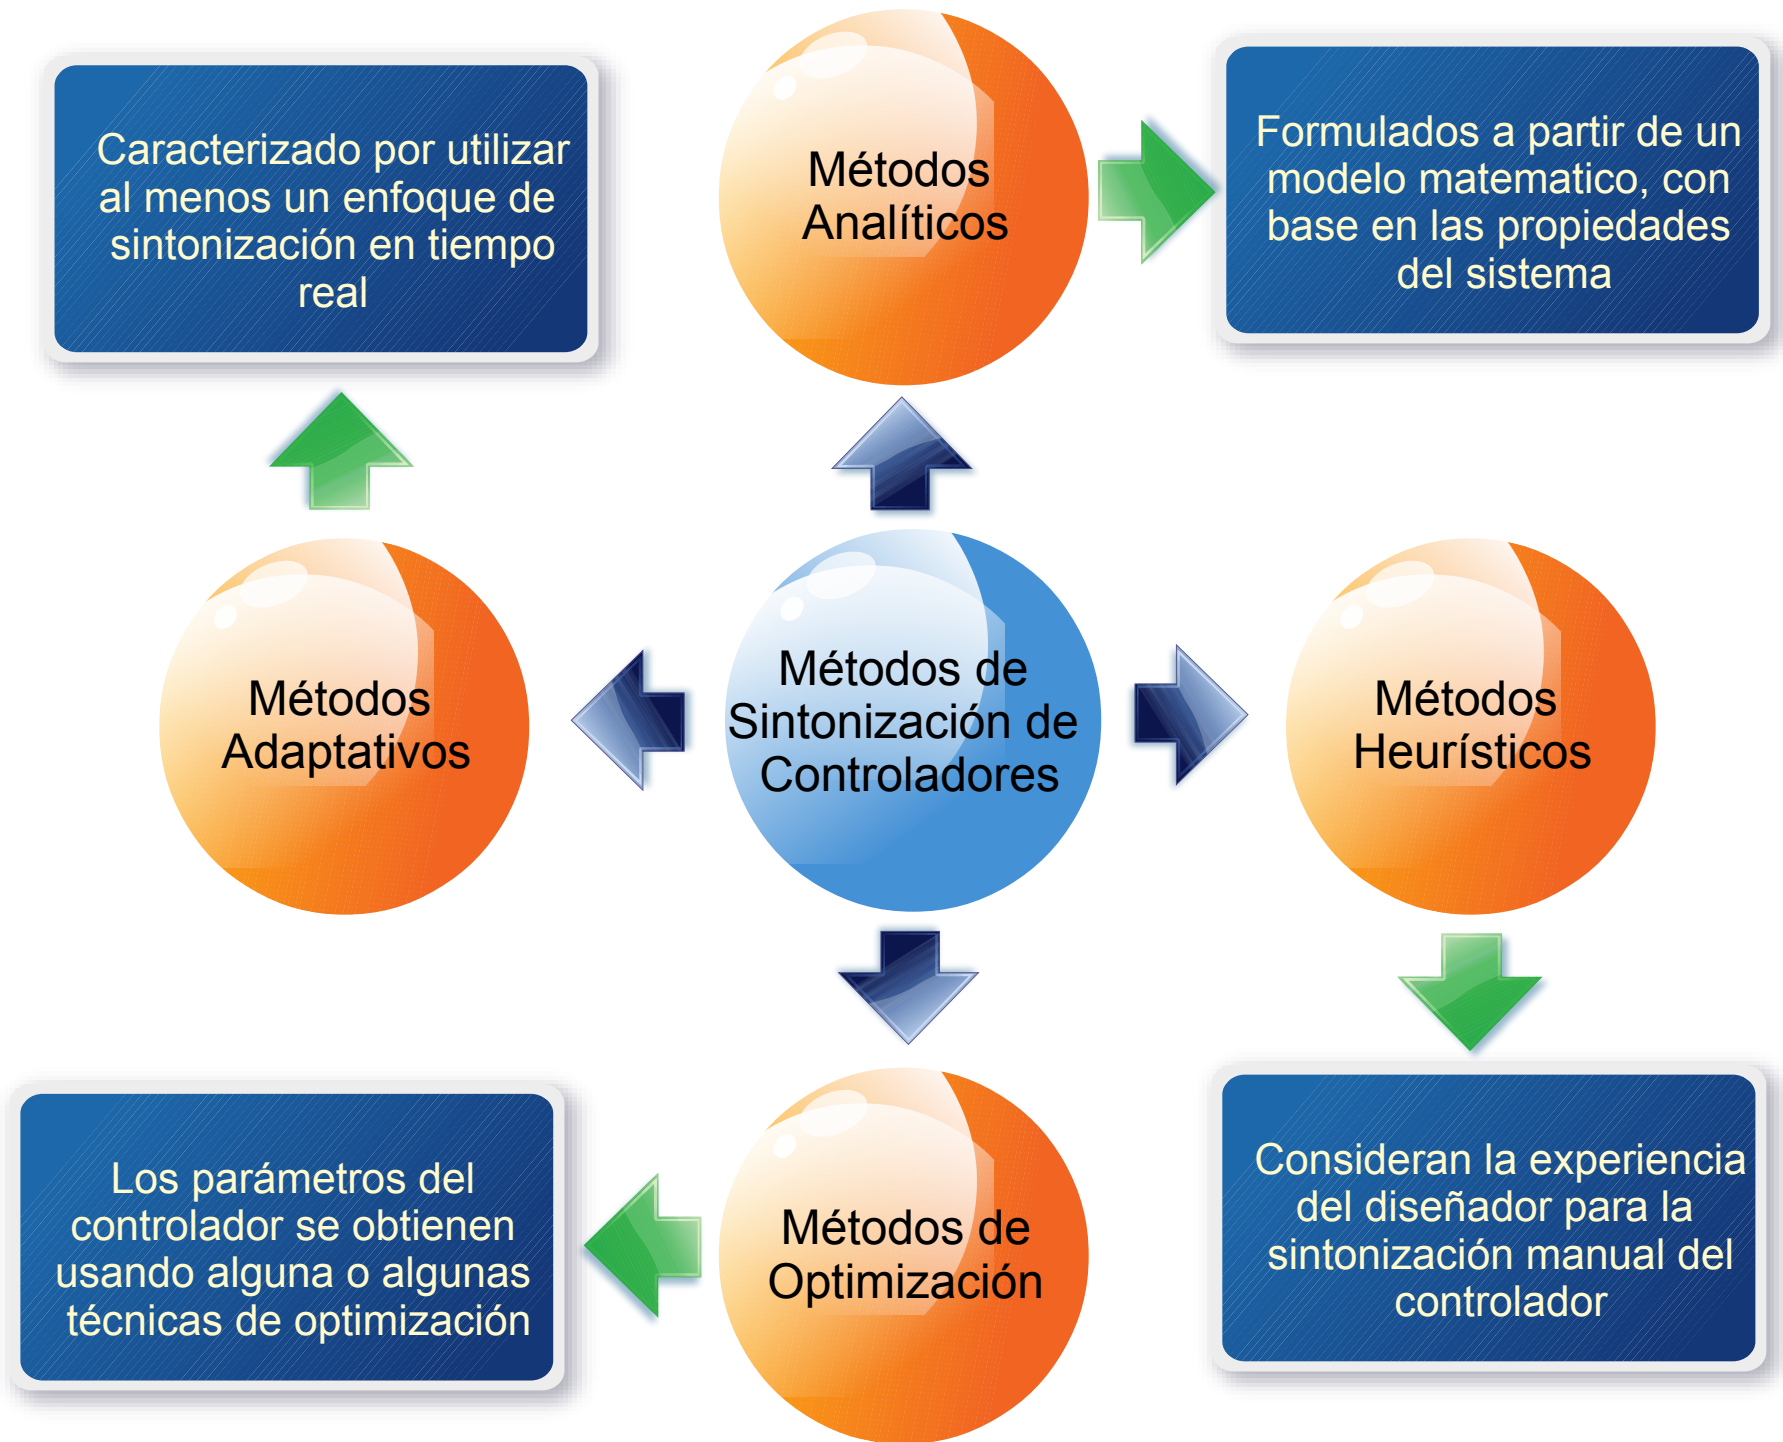 Caracterizado por utilizar
al menos un enfoque de
sintonización en tiempo
real
Métodos
Analíticos
Formulados a partir de un
modelo matematico, con
base en las propiedades
del sistema
Métodos
Adaptativos
Métodos de
Sintonización de
Controladores
Métodos
Heurísticos
Los parámetros del
controlador se obtienen
usando alguna o algunas
técnicas de optimización
Métodos de
Optimización
Consideran la experiencia
del diseñador para la
sintonización manual del
controlador